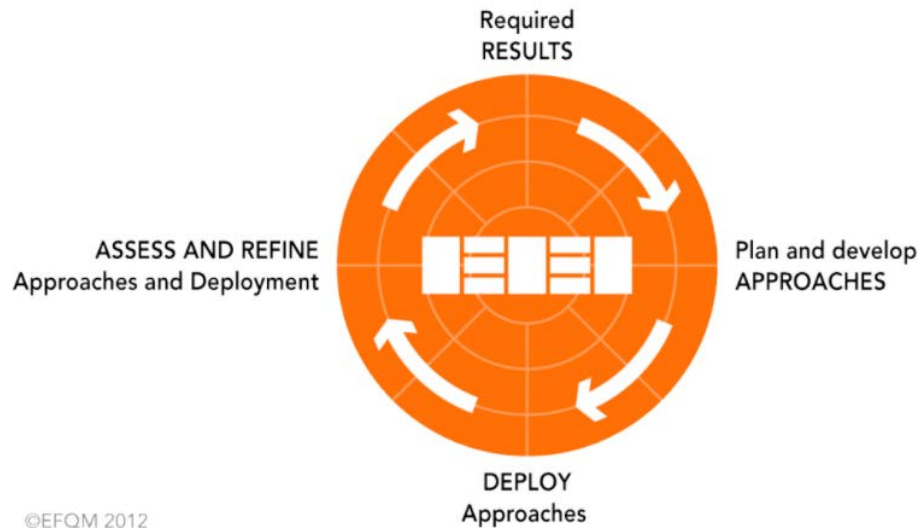 Required
RESULTS
ASSESS AND REFINE
Approaches and Deployment
Plan and develop
APPROACHES
DEPLOY
Approaches
©EFQM 2012